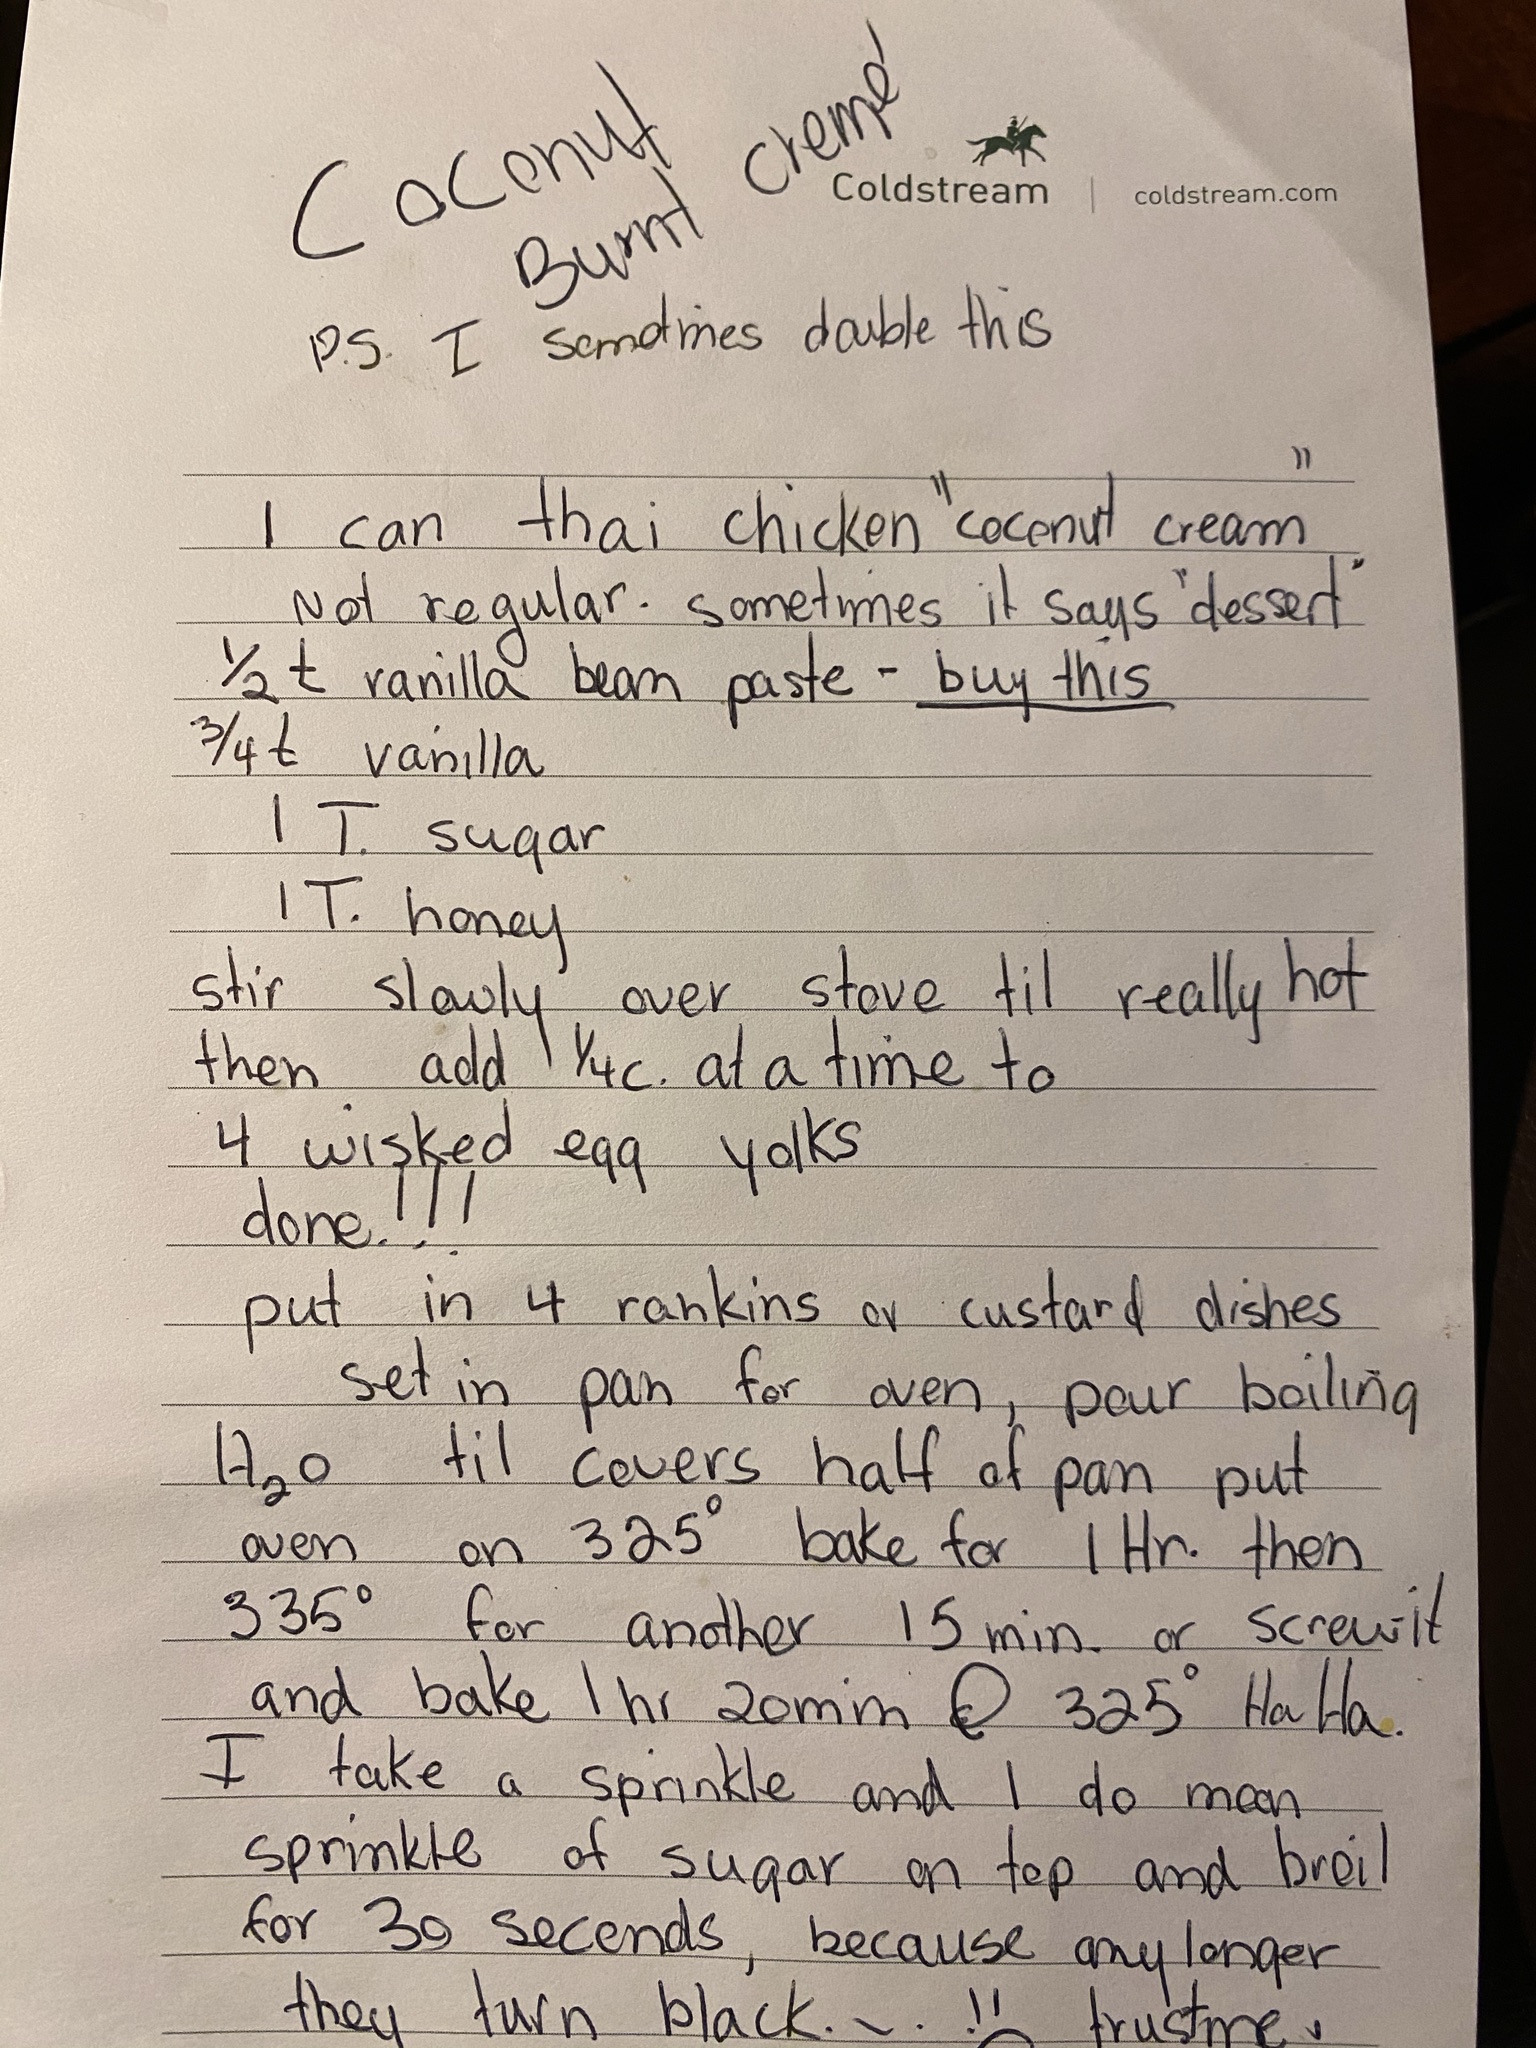 Coconut
Burnt Cremé
Coldstream | coldstream.com
P.S. I sometimes double this
1 can thai chicken "coconut cream"
Not regular. sometimes it says "dessert"
1/2 t vanilla bean paste - buy this
3/4 t vanilla
1 T. sugar
1 T. honey
stir slowly over stove til really hot
then add 1/4 c. at a time to
4 wisked egg yolks
done.!!!
put in 4 rankins or custard dishes
set in pan for oven, pour boiling
H₂O til covers half of pan put
oven on 325° bake for 1 Hr. then
335° for another 15 min. or screw it
and bake 1 hr 20 min @ 325° Ha Ha.
I take a sprinkle and I do mean
sprinkle of sugar on top and broil
for 30 seconds, because any longer
they turn black... !! trust me.